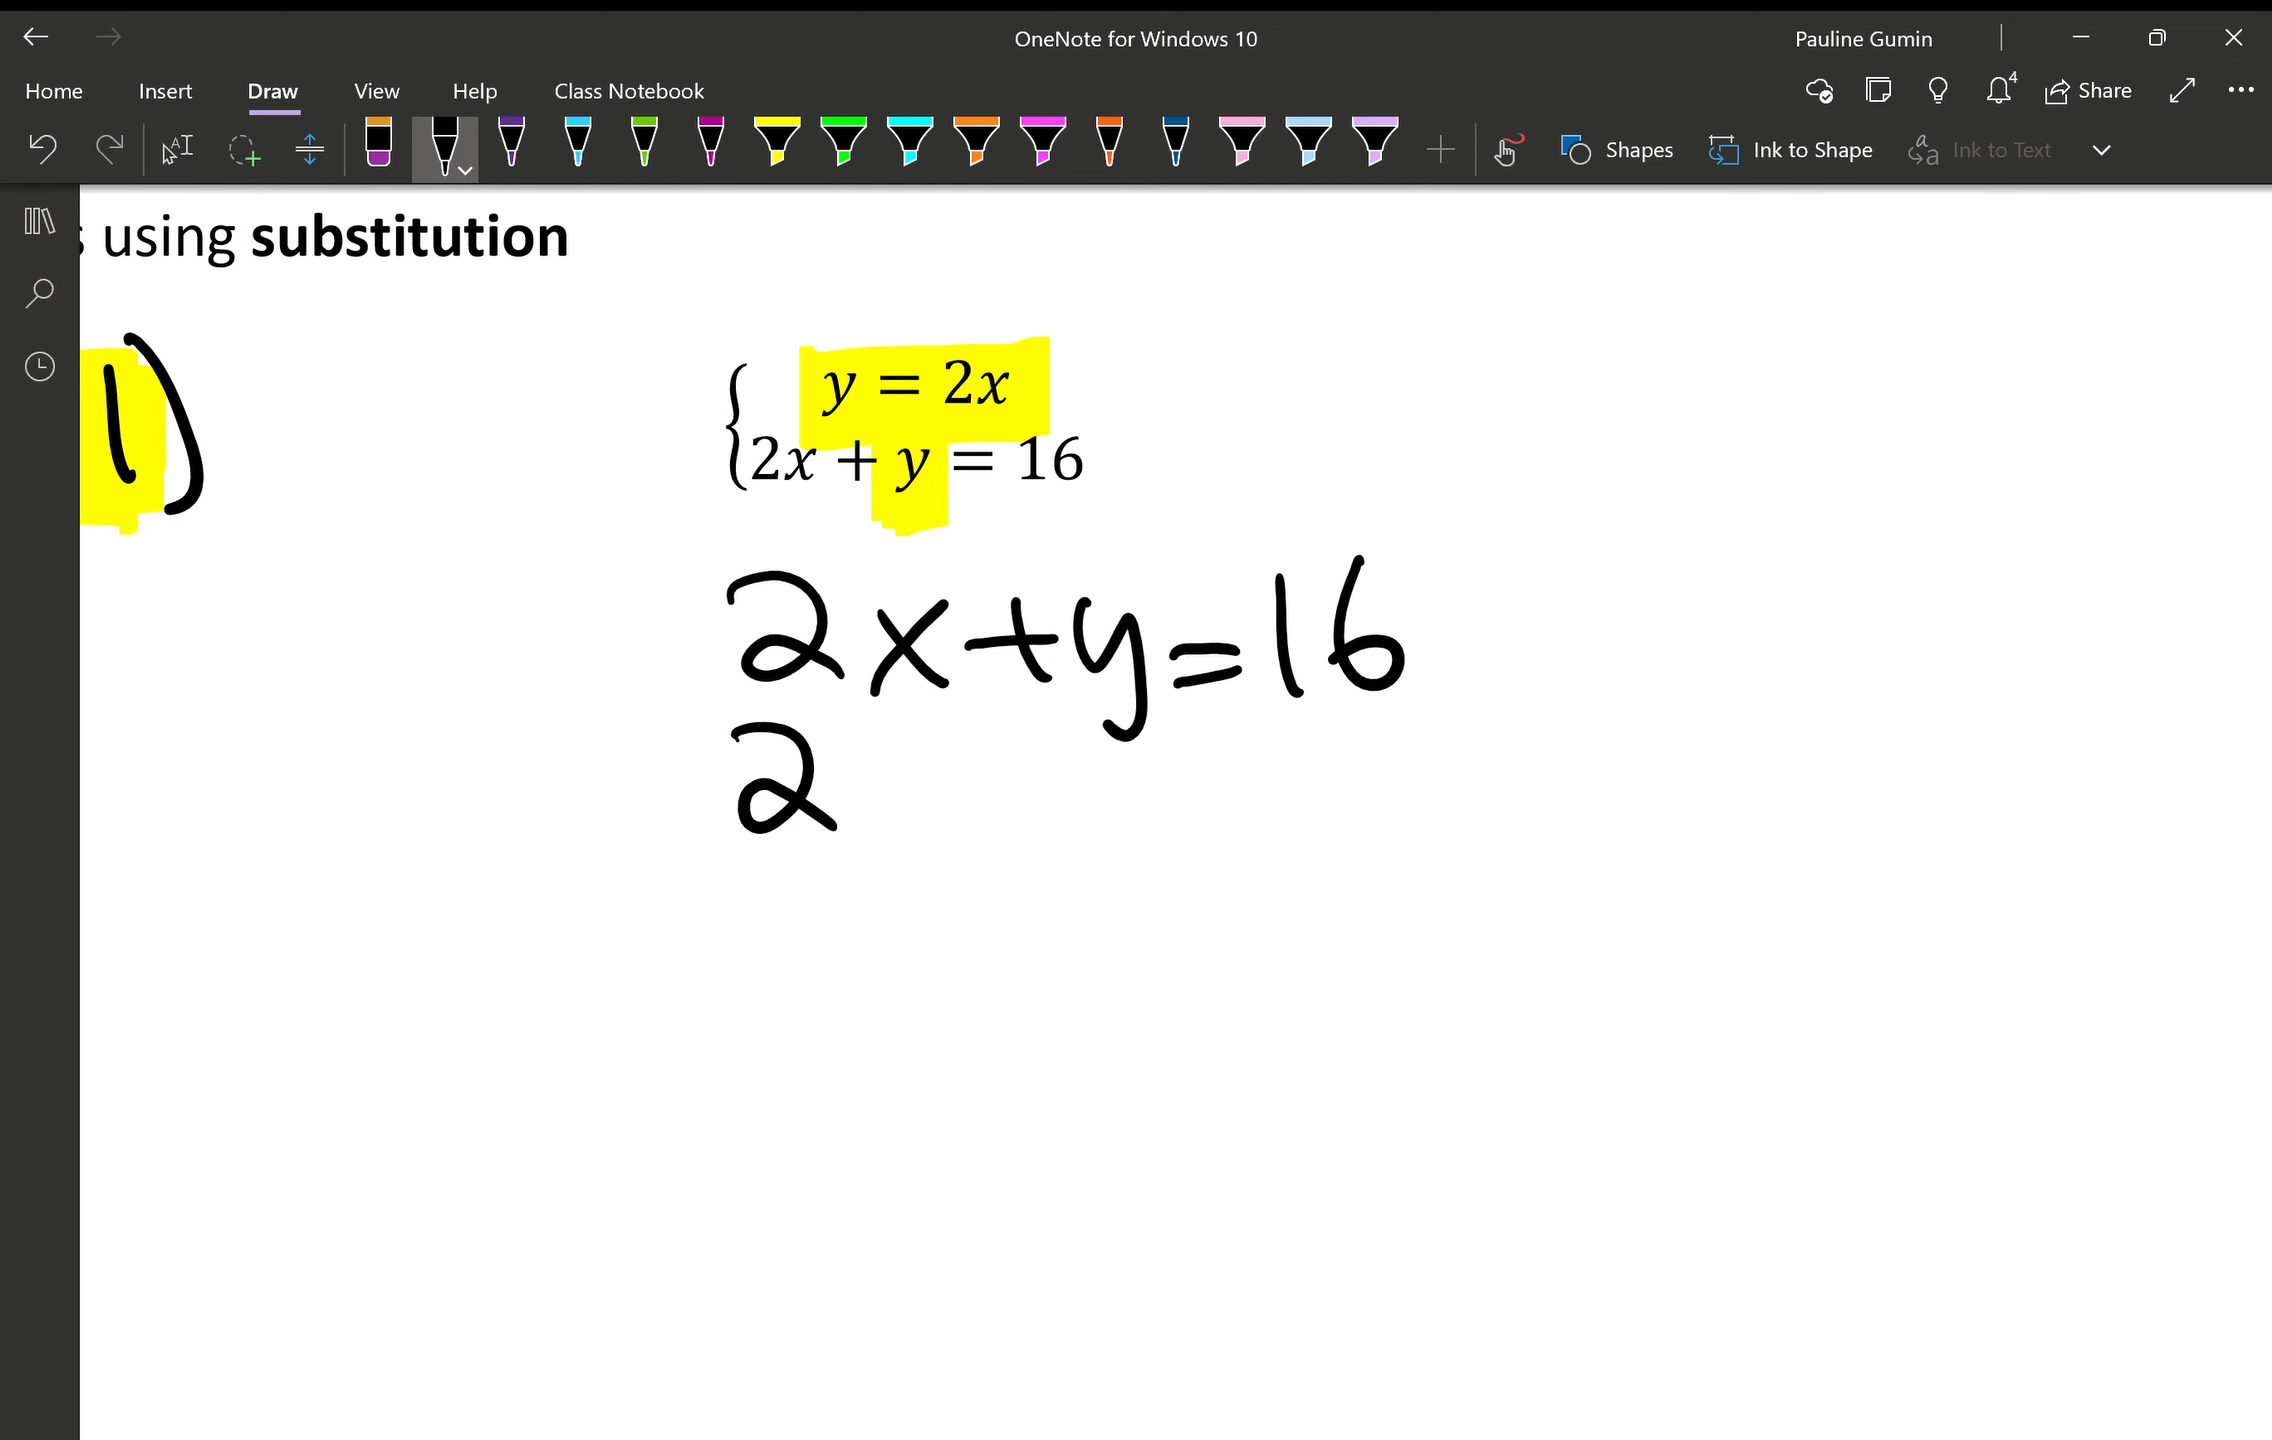 OneNote for Windows 10
Pauline Gumin
Home Insert Draw View Help Class Notebook
4 Share
Shapes Ink to Shape Ink to Text
s using substitution
1)
y = 2x
2x + y = 16
2x+y=16
2